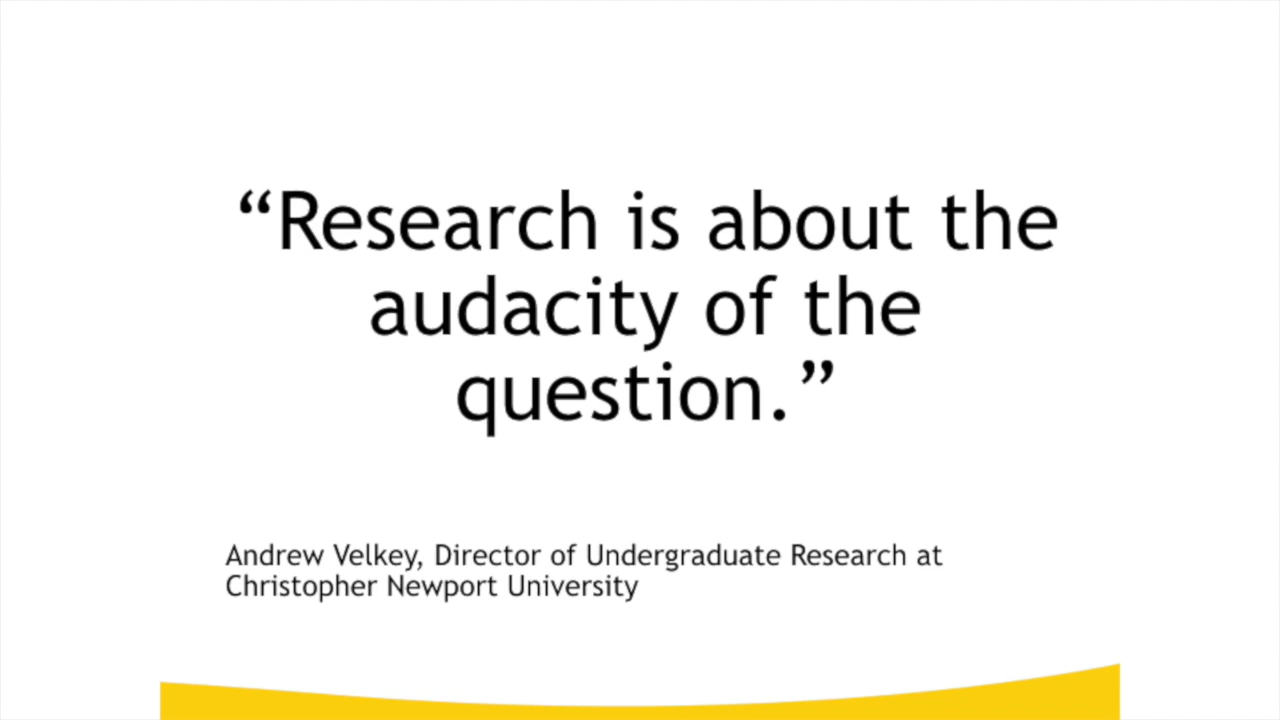 “Research is about the
audacity of the
question.”
Andrew Velkey, Director of Undergraduate Research at
Christopher Newport University